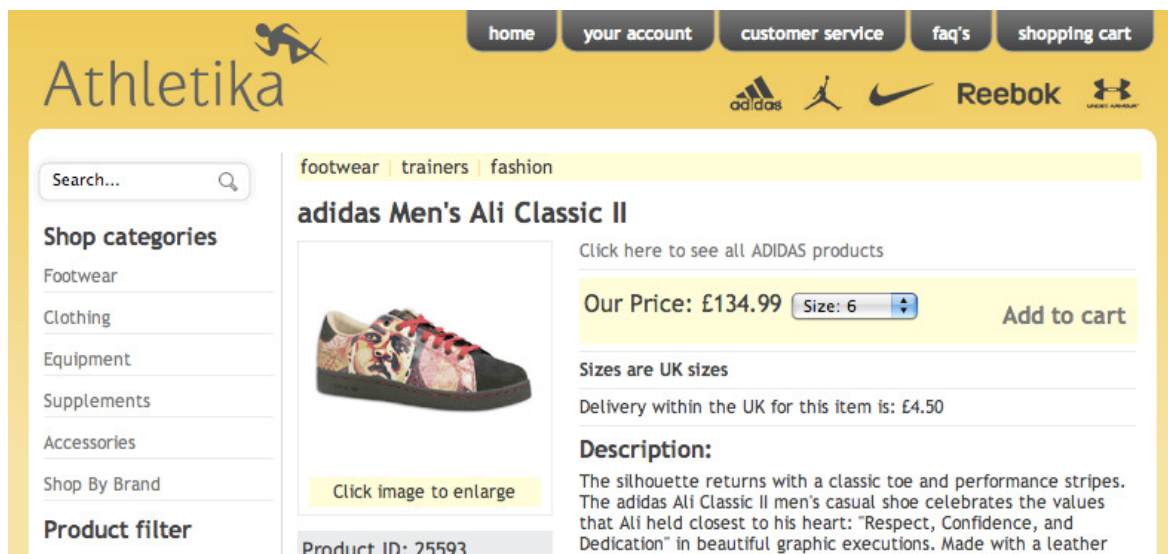 home
your account
customer service
faq's
shopping cart
Athletika
adidas
Reebok
UNDER ARMOUR
Search...
footwear | trainers | fashion
adidas Men's Ali Classic II
Shop categories
Footwear
Clothing
Equipment
Supplements
Accessories
Shop By Brand
Product filter
Click image to enlarge
Product ID: 25593
Click here to see all ADIDAS products
Our Price: £134.99 Size: 6 Add to cart
Sizes are UK sizes
Delivery within the UK for this item is: £4.50
Description:
The silhouette returns with a classic toe and performance stripes.
The adidas Ali Classic II men's casual shoe celebrates the values
that Ali held closest to his heart: "Respect, Confidence, and
Dedication" in beautiful graphic executions. Made with a leather